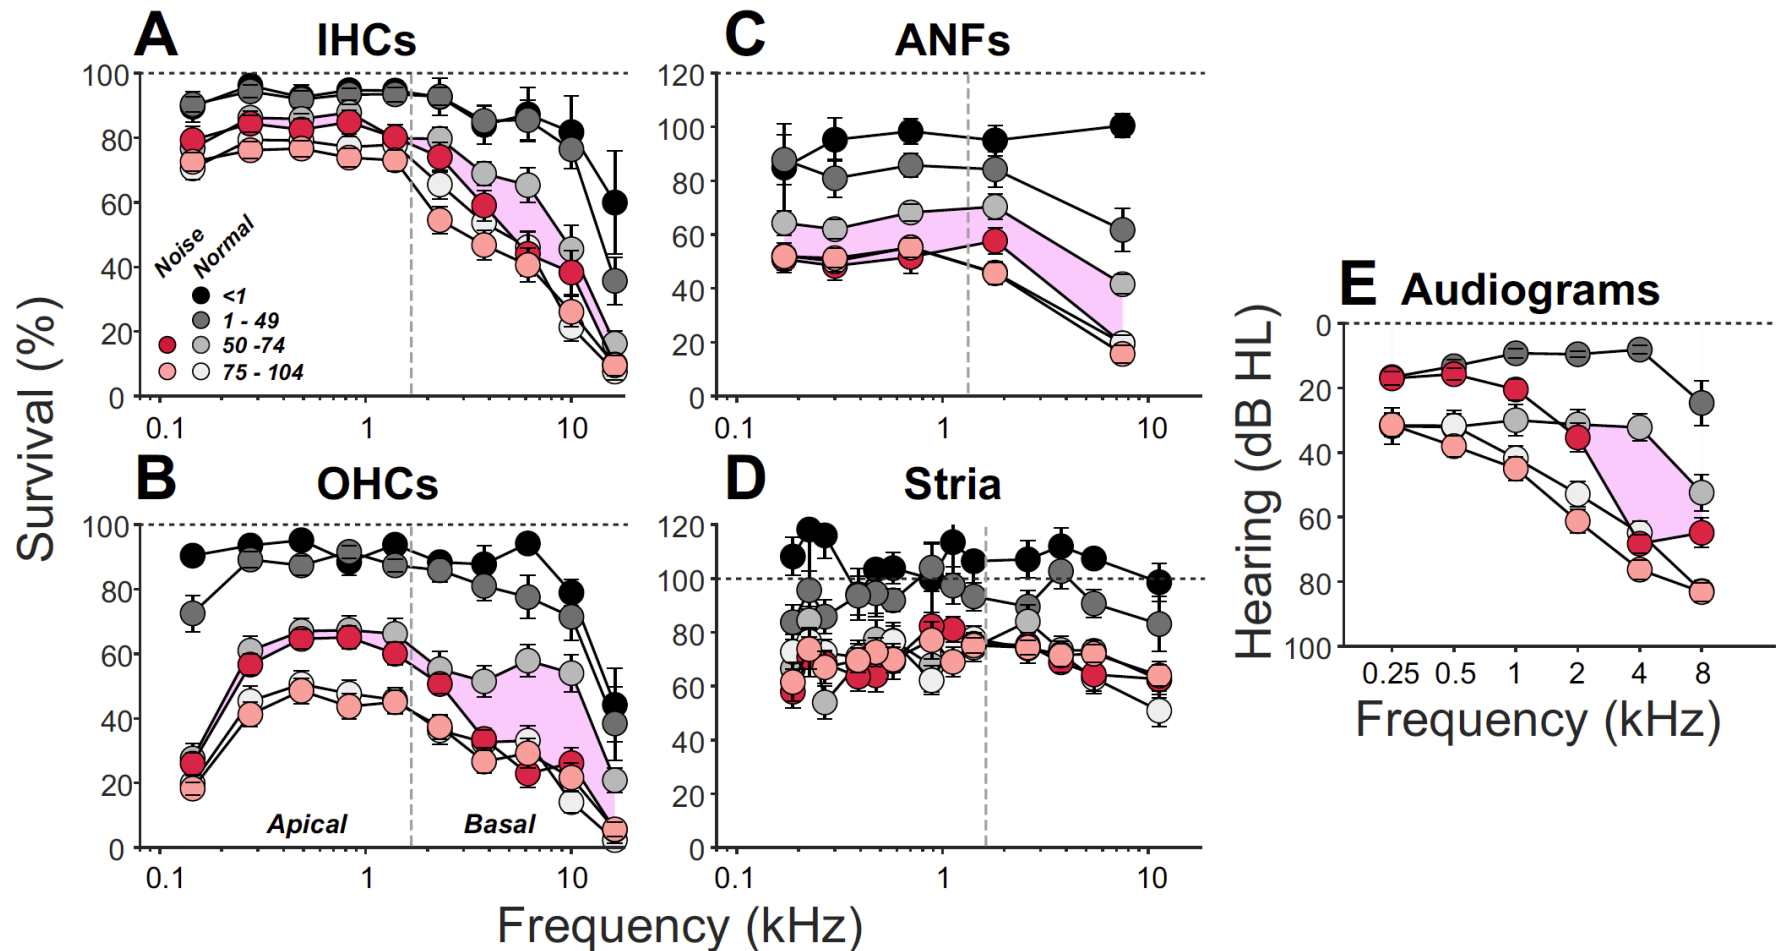 A IHCs
100
80
60
40
20
0
0.1 1 10
Noise
Normal
<1
1 - 49
50 -74
75 - 104
C ANFs
120
100
80
60
40
20
0
0.1 1 10
B OHCs
100
80
60
40
20
0
Apical Basal
0.1 1 10
D Stria
120
100
80
60
40
20
0
0.1 1 10
Survival (%)
Frequency (kHz)
E Audiograms
0
20
40
60
80
100
0.25 0.5 1 2 4 8
Hearing (dB HL)
Frequency (kHz)